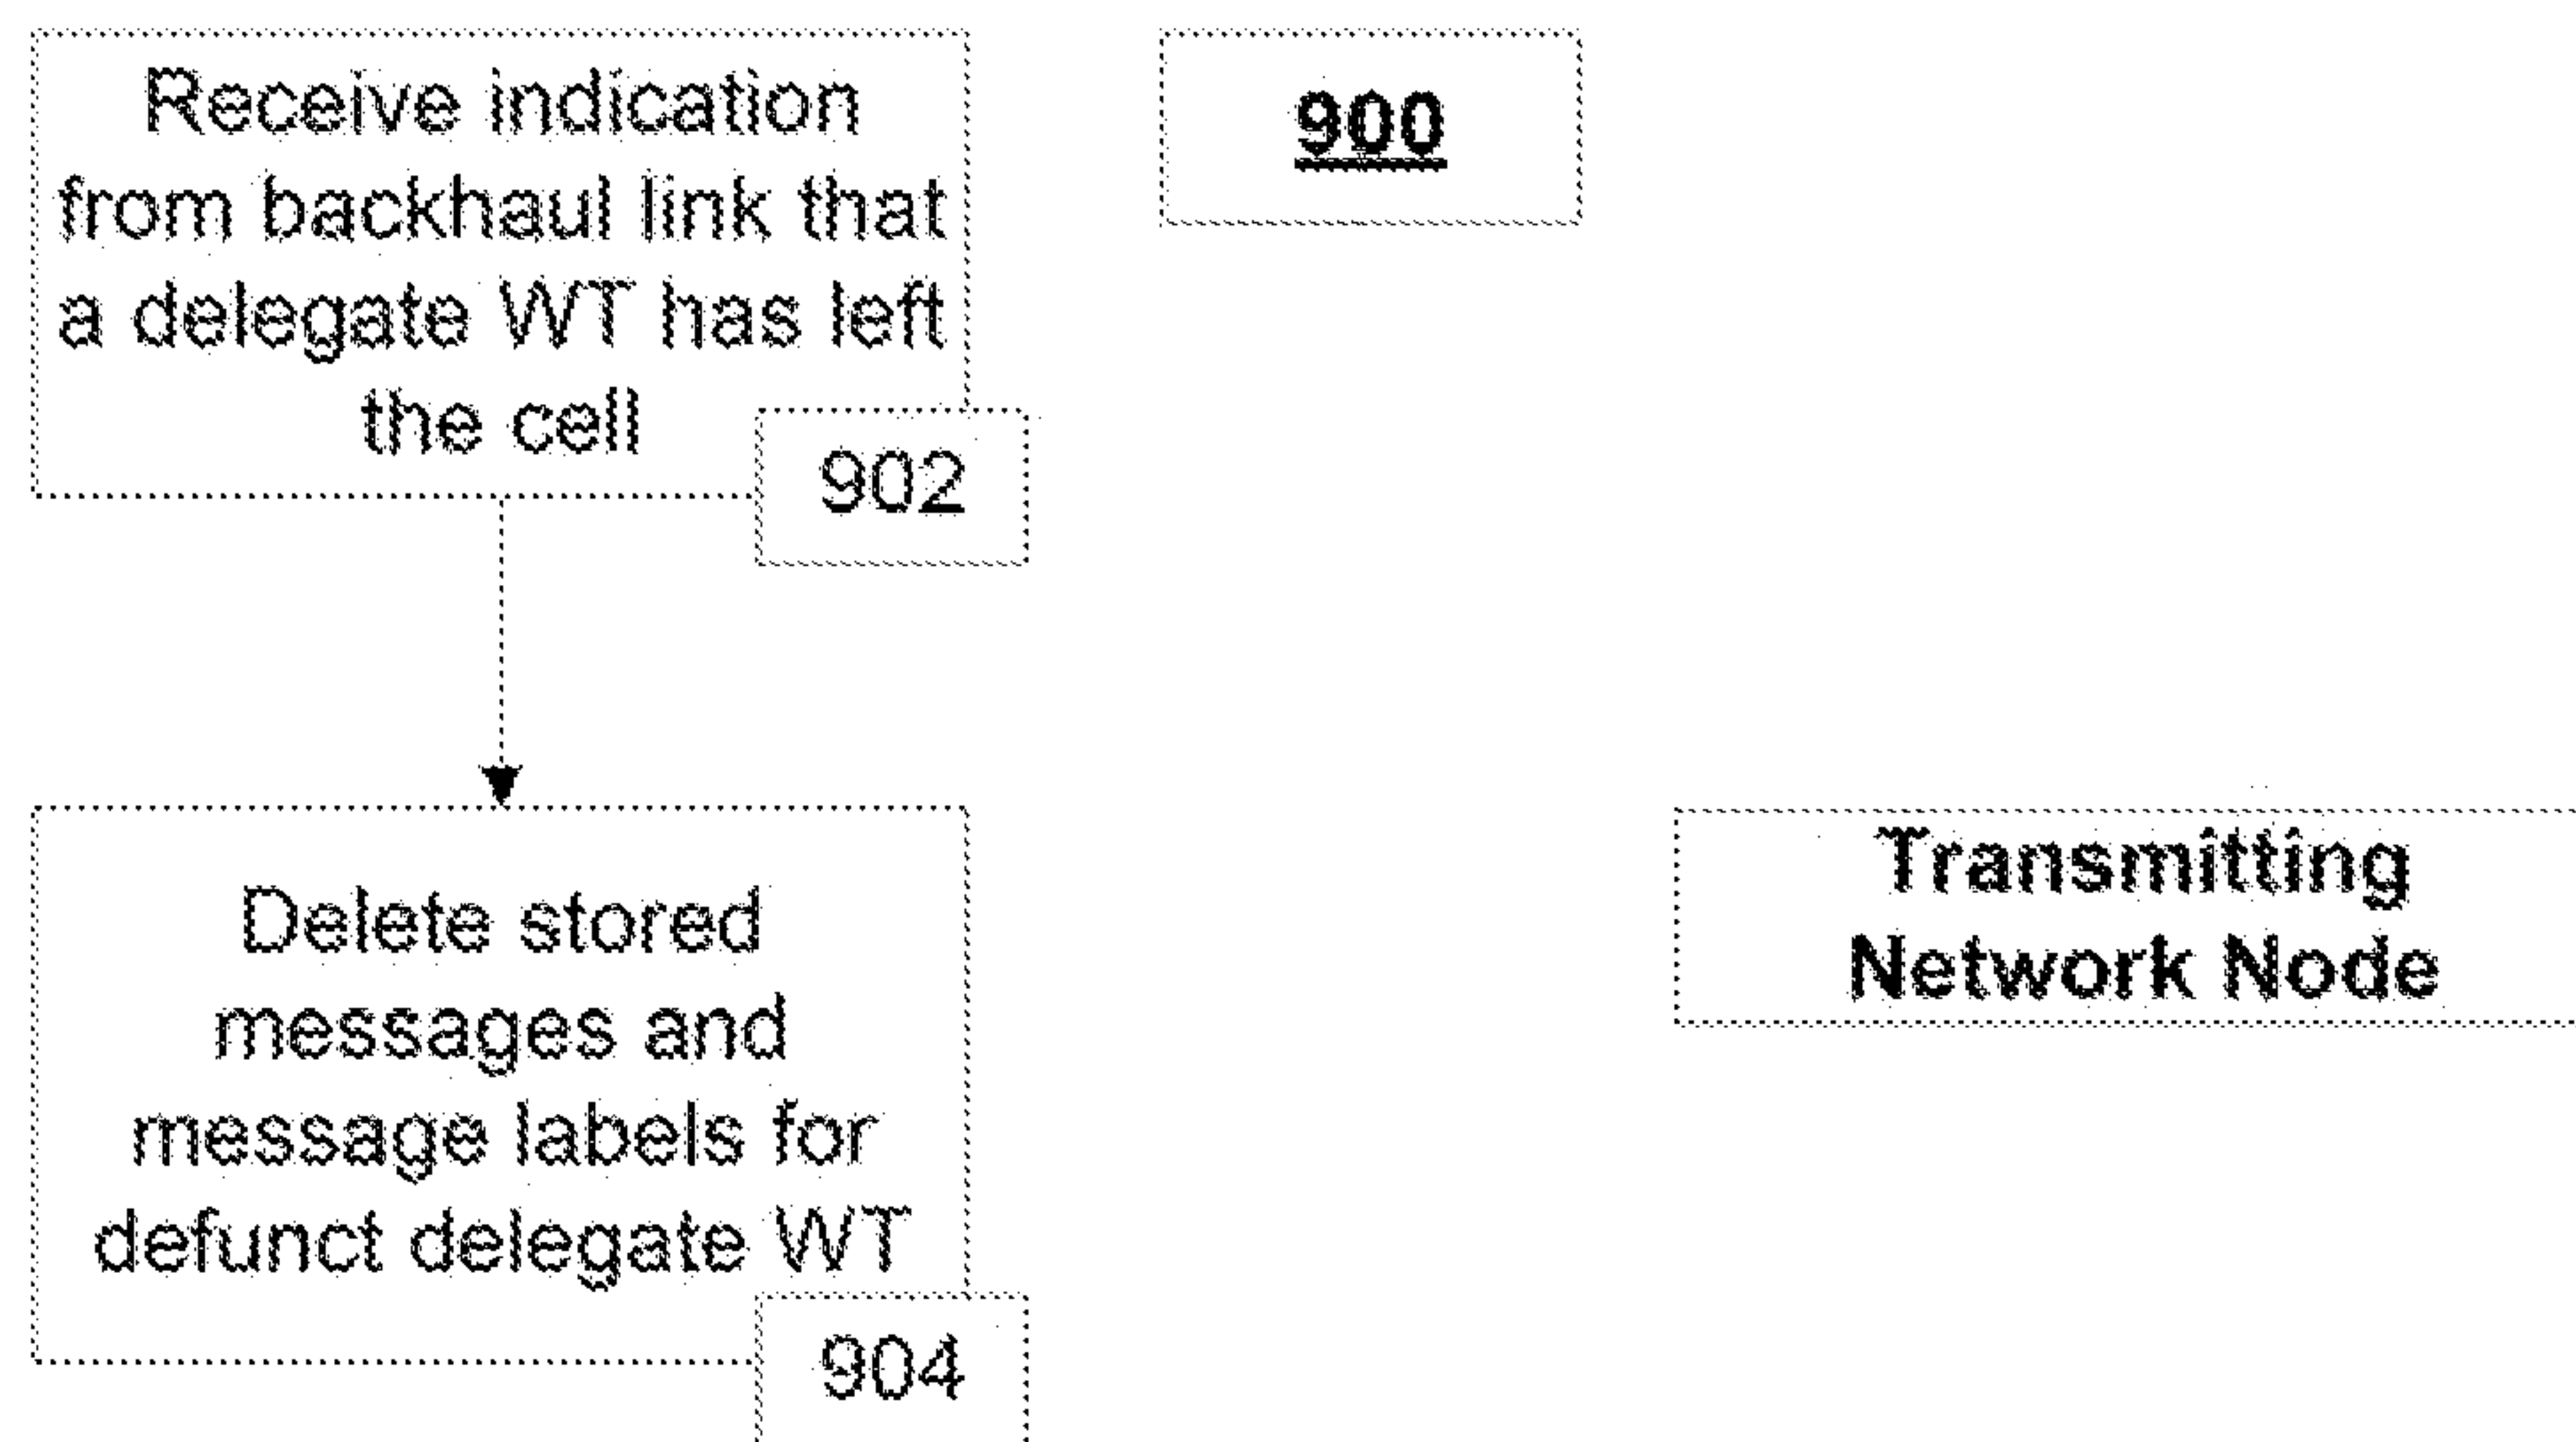 Receive indication
from backhaul link that
a delegate WT has left
the cell
902
900
Delete stored
messages and
message labels for
defunct delegate WT
904
Transmitting
Network Node